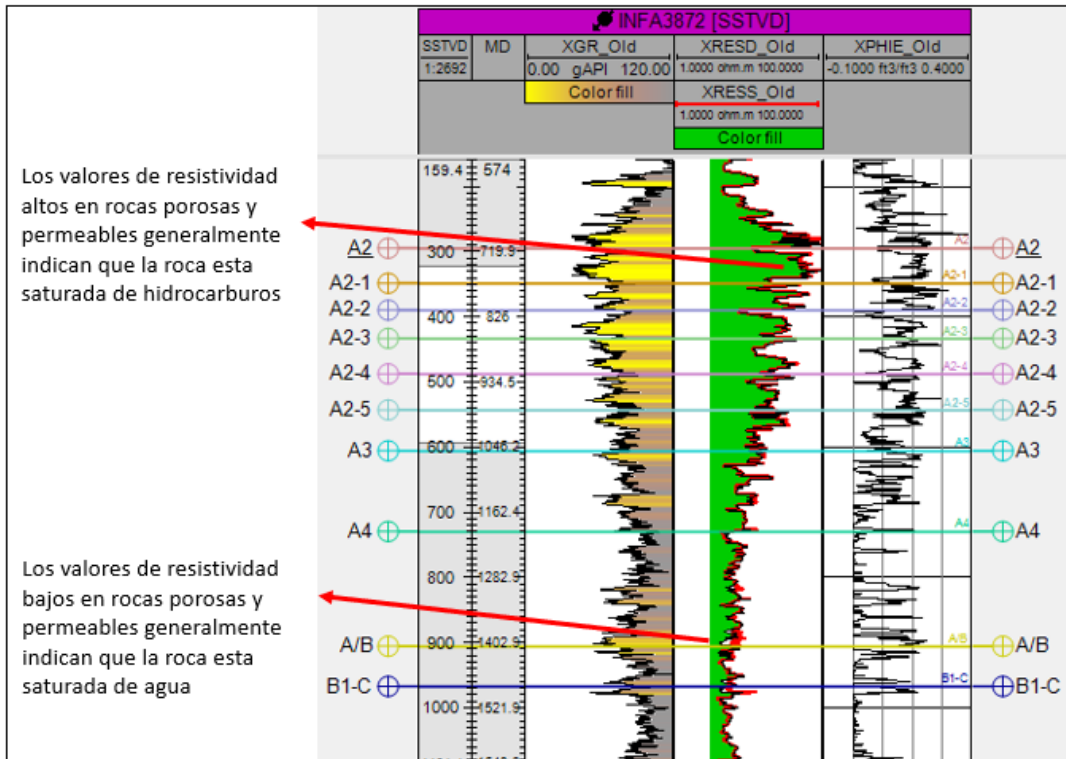 INFA3872 [SSTVD]
SSTVD MD XGR_Old XRESD_Old XPHIE_Old
1:2692 0.00 gAPI 120.00 1.0000 ohm.m 100.0000 -0.1000 ft3/ft3 0.4000
Color fill XRESS_Old
1.0000 ohm.m 100.0000
Color fill
Los valores de resistividad
altos en rocas porosas y
permeables generalmente
indican que la roca esta
saturada de hidrocarburos
159.4 574
A2 300 719.9 A2 A2
A2-1 A2-1 A2-1
A2-2 400 826 A2-2 A2-2
A2-3 A2-3 A2-3
A2-4 500 934.5 A2-4 A2-4
A2-5 A2-5 A2-5
A3 600 1046.2 A3 A3
700 1162.4
A4 A4 A4
Los valores de resistividad
bajos en rocas porosas y
permeables generalmente
indican que la roca esta
saturada de agua
800 1282.9
A/B 900 1402.9 A/B A/B
B1-C B1-C B1-C
1000 1521.9